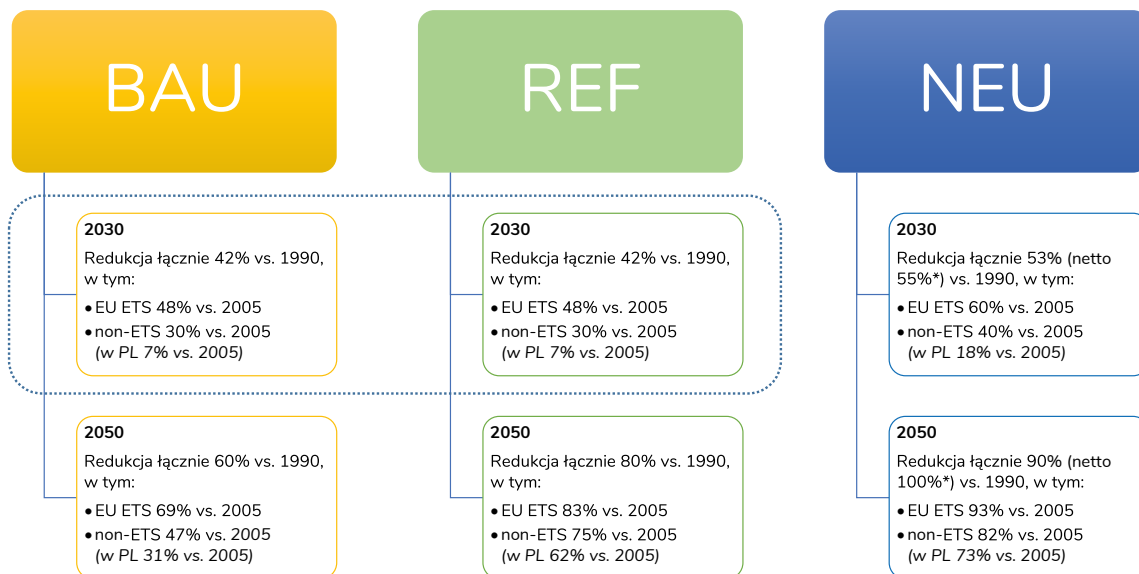 BAU
2030
Redukcja łącznie 42% vs. 1990,
w tym:
• EU ETS 48% vs. 2005
• non-ETS 30% vs. 2005
(w PL 7% vs. 2005)
2050
Redukcja łącznie 60% vs. 1990,
w tym:
• EU ETS 69% vs. 2005
• non-ETS 47% vs. 2005
(w PL 31% vs. 2005)
REF
2030
Redukcja łącznie 42% vs. 1990,
w tym:
• EU ETS 48% vs. 2005
• non-ETS 30% vs. 2005
(w PL 7% vs. 2005)
2050
Redukcja łącznie 80% vs. 1990,
w tym:
• EU ETS 83% vs. 2005
• non-ETS 75% vs. 2005
(w PL 62% vs. 2005)
NEU
2030
Redukcja łącznie 53% (netto
55%*) vs. 1990, w tym:
• EU ETS 60% vs. 2005
• non-ETS 40% vs. 2005
(w PL 18% vs. 2005)
2050
Redukcja łącznie 90% (netto
100%*) vs. 1990, w tym:
• EU ETS 93% vs. 2005
• non-ETS 82% vs. 2005
(w PL 73% vs. 2005)